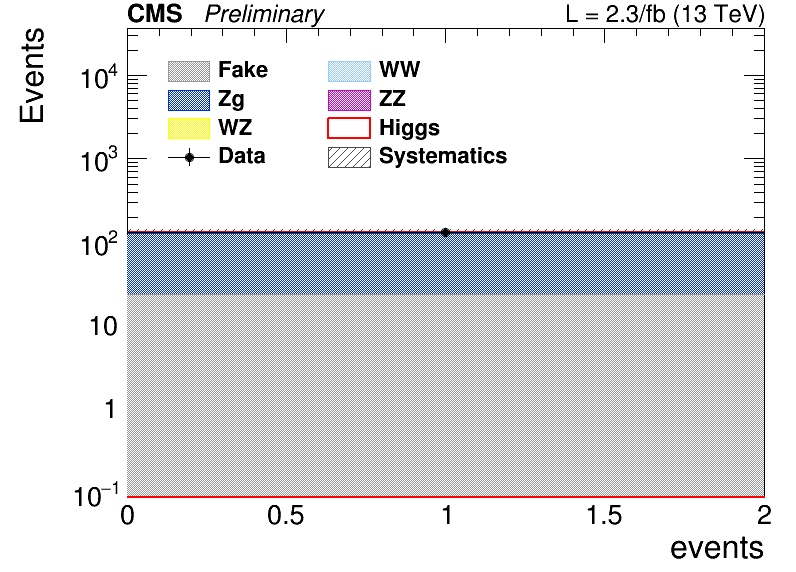 CMS Preliminary L = 2.3/fb (13 TeV)
Events
Fake WW
Zg ZZ
WZ Higgs
Data Systematics
10⁴
10³
10²
10
1
10⁻¹
0 0.5 1 1.5 2
events